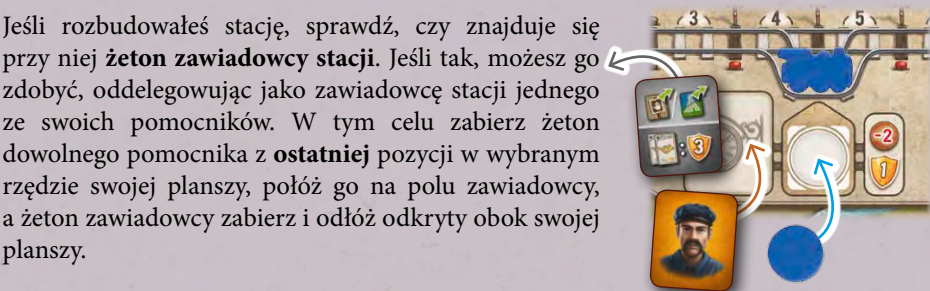 Jeśli rozbudowałeś stację, sprawdź, czy znajduje się
przy niej żeton zawiadowcy stacji. Jeśli tak, możesz go
zdobyć, oddelegowując jako zawiadowcę stacji jednego
ze swoich pomocników. W tym celu zabierz żeton
dowolnego pomocnika z ostatniej pozycji w wybranym
rzędzie swojej planszy, połóż go na polu zawiadowcy,
a żeton zawiadowcy zabierz i odłóż odkryty obok swojej
planszy.
3 4 5
: 3
-2
1